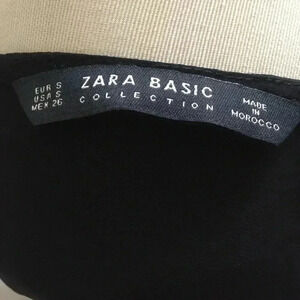 EUR S
USA S
MEX 26
ZARA BASIC
COLLECTION
MADE
IN
MOROCCO